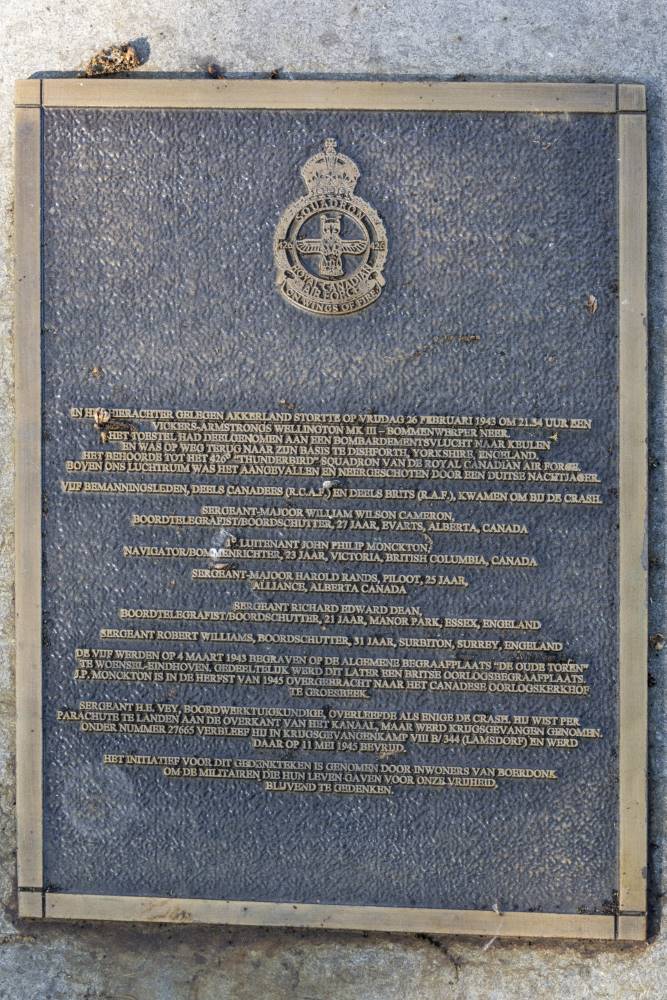 SQUADRON
426 426
ROYAL CANADIAN
AIR FORCE
ON WINGS OF FIRE
IN HET HIERACHTER GELEGEN AKKERLAND STORTTE OP VRIJDAG 26 FEBRUARI 1943 OM 21.34 UUR EEN
VICKERS-ARMSTRONGS WELLINGTON MK III – BOMMENWERPER NEER.
HET TOESTEL HAD DEELGENOMEN AAN EEN BOMBARDEMENTSVLUCHT NAAR KEULEN
EN WAS OP WEG TERUG NAAR ZIJN BASIS TE DISHFORTH, YORKSHIRE, ENGELAND.
HET BEHOORDE TOT HET 426E "THUNDERBIRD" SQUADRON VAN DE ROYAL CANADIAN AIR FORCE.
BOVEN ONS LUCHTRUIM WAS HET AANGEVALLEN EN NEERGESCHOTEN DOOR EEN DUITSE NACHTJAGER.
VIJF BEMANNINGSLEDEN, DEELS CANADEES (R.C.A.F.) EN DEELS BRITS (R.A.F.), KWAMEN OM BIJ DE CRASH.
SERGEANT-MAJOOR WILLIAM WILSON CAMERON,
BOORDTELEGRAFIST/BOORDSCHUTTER, 27 JAAR, EVARTS, ALBERTA, CANADA
1E LUITENANT JOHN PHILIP MONCKTON,
NAVIGATOR/BOMMENRICHTER, 23 JAAR, VICTORIA, BRITISH COLUMBIA, CANADA
SERGEANT-MAJOOR HAROLD RANDS, PILOOT, 25 JAAR,
ALLIANCE, ALBERTA CANADA
SERGEANT RICHARD EDWARD DEAN,
BOORDTELEGRAFIST/BOORDSCHUTTER, 21 JAAR, MANOR PARK, ESSEX, ENGELAND
SERGEANT ROBERT WILLIAMS, BOORDSCHUTTER, 31 JAAR, SURBITON, SURREY, ENGELAND
DE VIJF WERDEN OP 4 MAART 1943 BEGRAVEN OP DE ALGEMENE BEGRAAFPLAATS "DE OUDE TOREN"
TE WOENSEL-EINDHOVEN. GEDEELTELIJK WERD DIT LATER EEN BRITSE OORLOGSBEGRAAFPLAATS.
J.P. MONCKTON IS IN DE HERFST VAN 1945 OVERGEBRACHT NAAR HET CANADESE OORLOGSKERKHOF
TE GROESBEEK.
SERGEANT H.E. VEY, BOORDWERKTUIGKUNDIGE, OVERLEEFDE ALS ENIGE DE CRASH. HIJ WIST PER
PARACHUTE TE LANDEN AAN DE OVERKANT VAN HET KANAAL, MAAR WERD KRIJGSGEVANGEN GENOMEN.
ONDER NUMMER 27665 VERBLEEF HIJ IN KRIJGSGEVANGENKAMP VIII B/344 (LAMSDORF) EN WERD
DAAR OP 11 MEI 1945 BEVRIJD.
HET INITIATIEF VOOR DIT GEDENKTEKEN IS GENOMEN DOOR INWONERS VAN BOERDONK
OM DE MILITAIREN DIE HUN LEVEN GAVEN VOOR ONZE VRIJHEID,
BLIJVEND TE GEDENKEN.